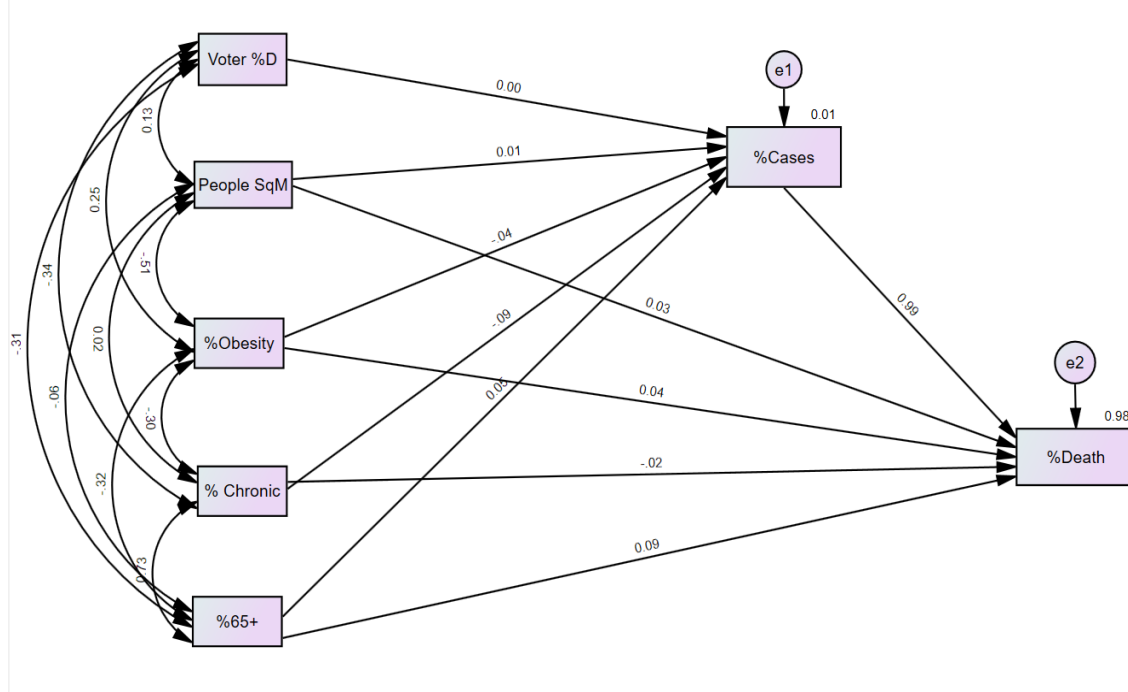 Voter %D
e1
0.01
0.00
%Cases
0.13
0.01
People SqM
0.25
-.04
-.51
-.34
0.03
0.99
-.09
%Obesity
0.02
-.31
e2
0.05
0.04
-.06
-.30
0.98
-.32
-.02
%Death
% Chronic
0.09
0.73
%65+